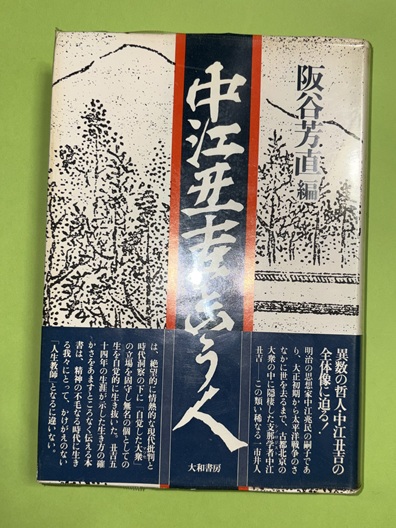 阪谷芳直 編
中江丑吉という人
異数の哲人・中江丑吉の
全体像に迫る!
明治の思想家中江兆民の嗣子であ
り、大正初期から太平洋戦争のさ
なかに世を去るまで、古都北京の
大衆の中に隠棲した支那学者中江
丑吉――この類い稀なる一市井人
は、絶望的に情熱的な現代批判と
時代洞察の下に「自覚した大衆」
の立場を固守し無名の個としての
生を自覚的に生き抜いた。丑吉五
十四年の生涯が示した生き方の確
かさをあますところなく伝える本
書は、精神の不毛なる時代に生き
る我々にとって、かけがえのない
「人生教師」となるに違いない。
大和書房